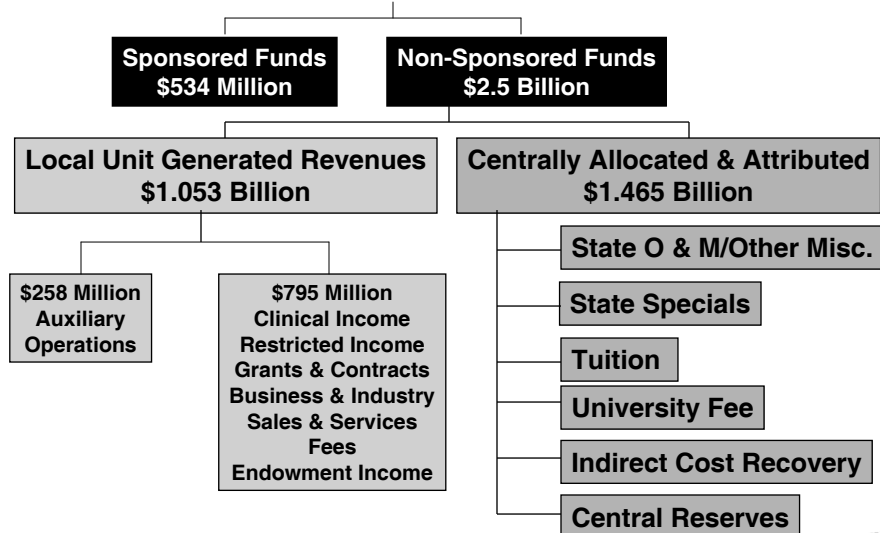 Sponsored Funds
$534 Million
Non-Sponsored Funds
$2.5 Billion
Local Unit Generated Revenues
$1.053 Billion
Centrally Allocated & Attributed
$1.465 Billion
$258 Million
Auxiliary
Operations
$795 Million
Clinical Income
Restricted Income
Grants & Contracts
Business & Industry
Sales & Services
Fees
Endowment Income
State O & M/Other Misc.
State Specials
Tuition
University Fee
Indirect Cost Recovery
Central Reserves